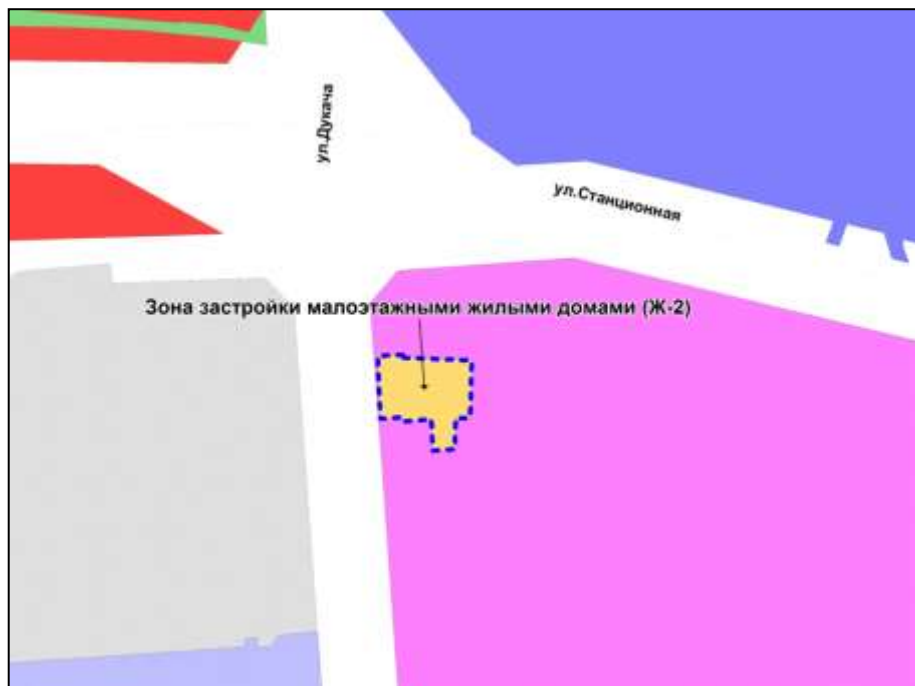 ул.Дукача
ул.Станционная
Зона застройки малоэтажными жилыми домами (Ж-2)